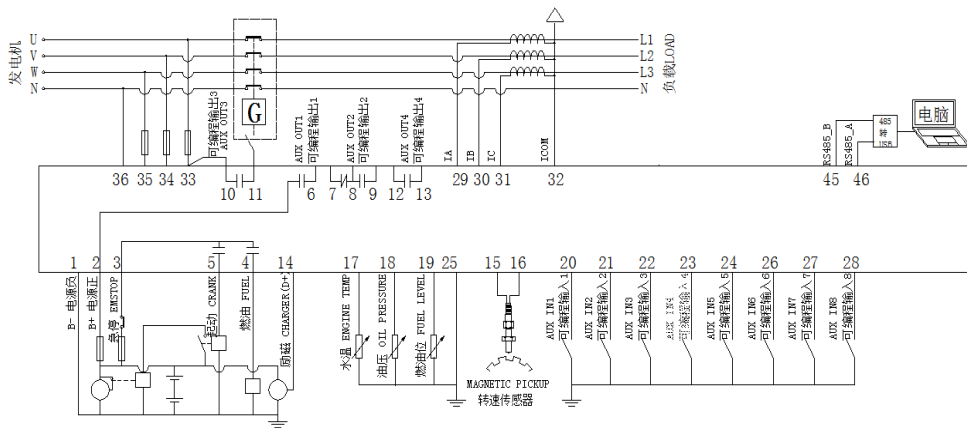 发电机
U
V
W
N
L1
L2
L3
N
负载LOAD
G
可编程输出3
AUX OUT3
AUX OUT1
可编程输出1
AUX OUT2
可编程输出2
AUX OUT4
可编程输出4
IA
IB
IC
ICOM
RS485_B
RS485_A
485
转
USB
电脑
36 35 34 33 10 11 6 7 8 9 12 13 29 30 31 32 45 46
1 2 3 5 4 14 17 18 19 25 15 16 20 21 22 23 24 26 27 28
B- 电源负
B+ 电源正
急停 EMSTOP
起动 CRANK
燃油 FUEL
励磁 CHARGER(D+)
水温 ENGINE TEMP
油压 OIL PRESSURE
燃油位 FUEL LEVEL
MAGNETIC PICKUP
转速传感器
AUX IN1
可编程输入1
AUX IN2
可编程输入2
AUX IN3
可编程输入3
AUX IN4
可编程输入4
AUX IN5
可编程输入5
AUX IN6
可编程输入6
AUX IN7
可编程输入7
AUX IN8
可编程输入8